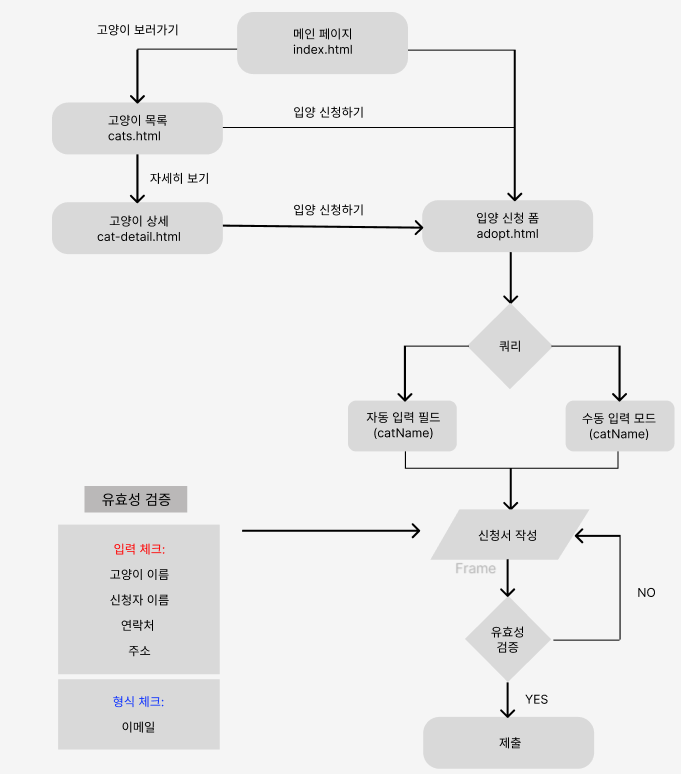 고양이 보러가기
메인 페이지
index.html
고양이 목록
cats.html
입양 신청하기
자세히 보기
고양이 상세
cat-detail.html
입양 신청하기
입양 신청 폼
adopt.html
쿼리
자동 입력 필드
(catName)
수동 입력 모드
(catName)
유효성 검증
입력 체크:
고양이 이름
신청자 이름
연락처
주소
형식 체크:
이메일
신청서 작성
Frame
NO
유효성
검증
YES
제출